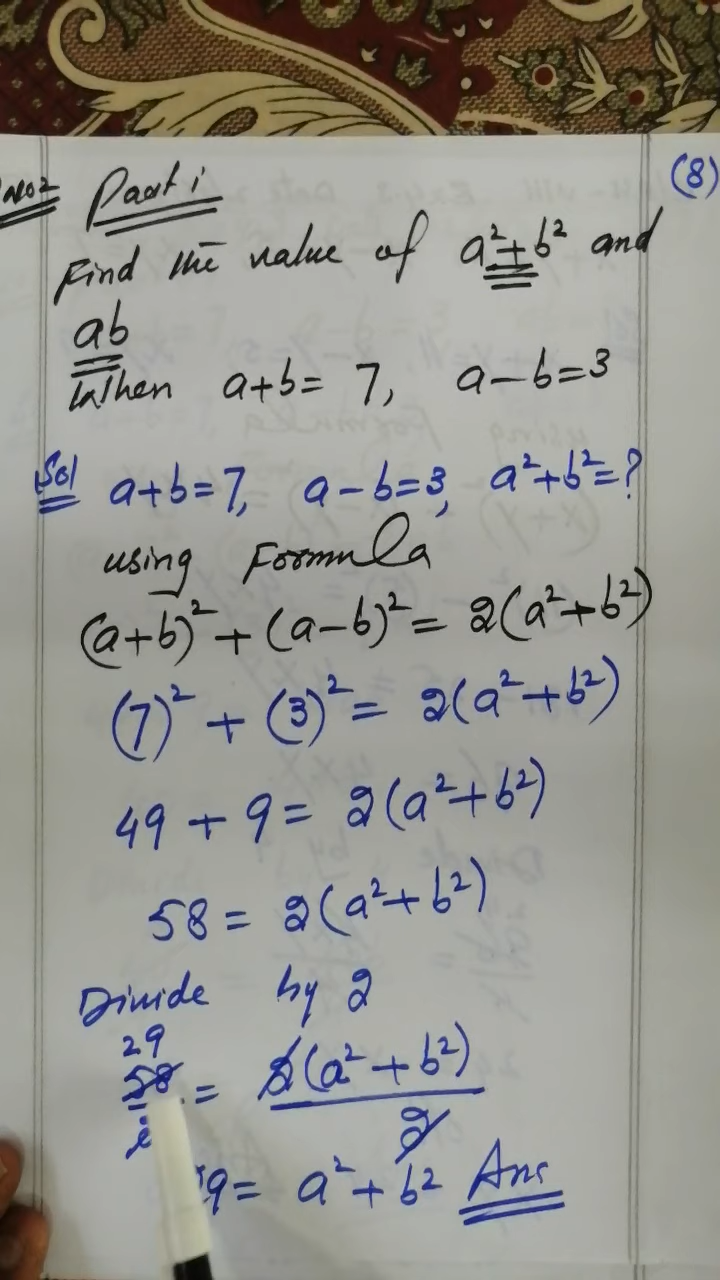 (8)
Part i
Find the value of a²+b² and
ab
When a+b= 7, a-b=3
Sol a+b=7, a-b=3, a²+b²=?
using Formula
(a+b)²+(a-b)²= 2(a²+b²)
(7)² + (3)²= 2(a²+b²)
49 + 9= 2(a²+b²)
58= 2(a²+b²)
Divide by 2
29
58 = 2(a²+b²)
2
9= a²+b² Ans